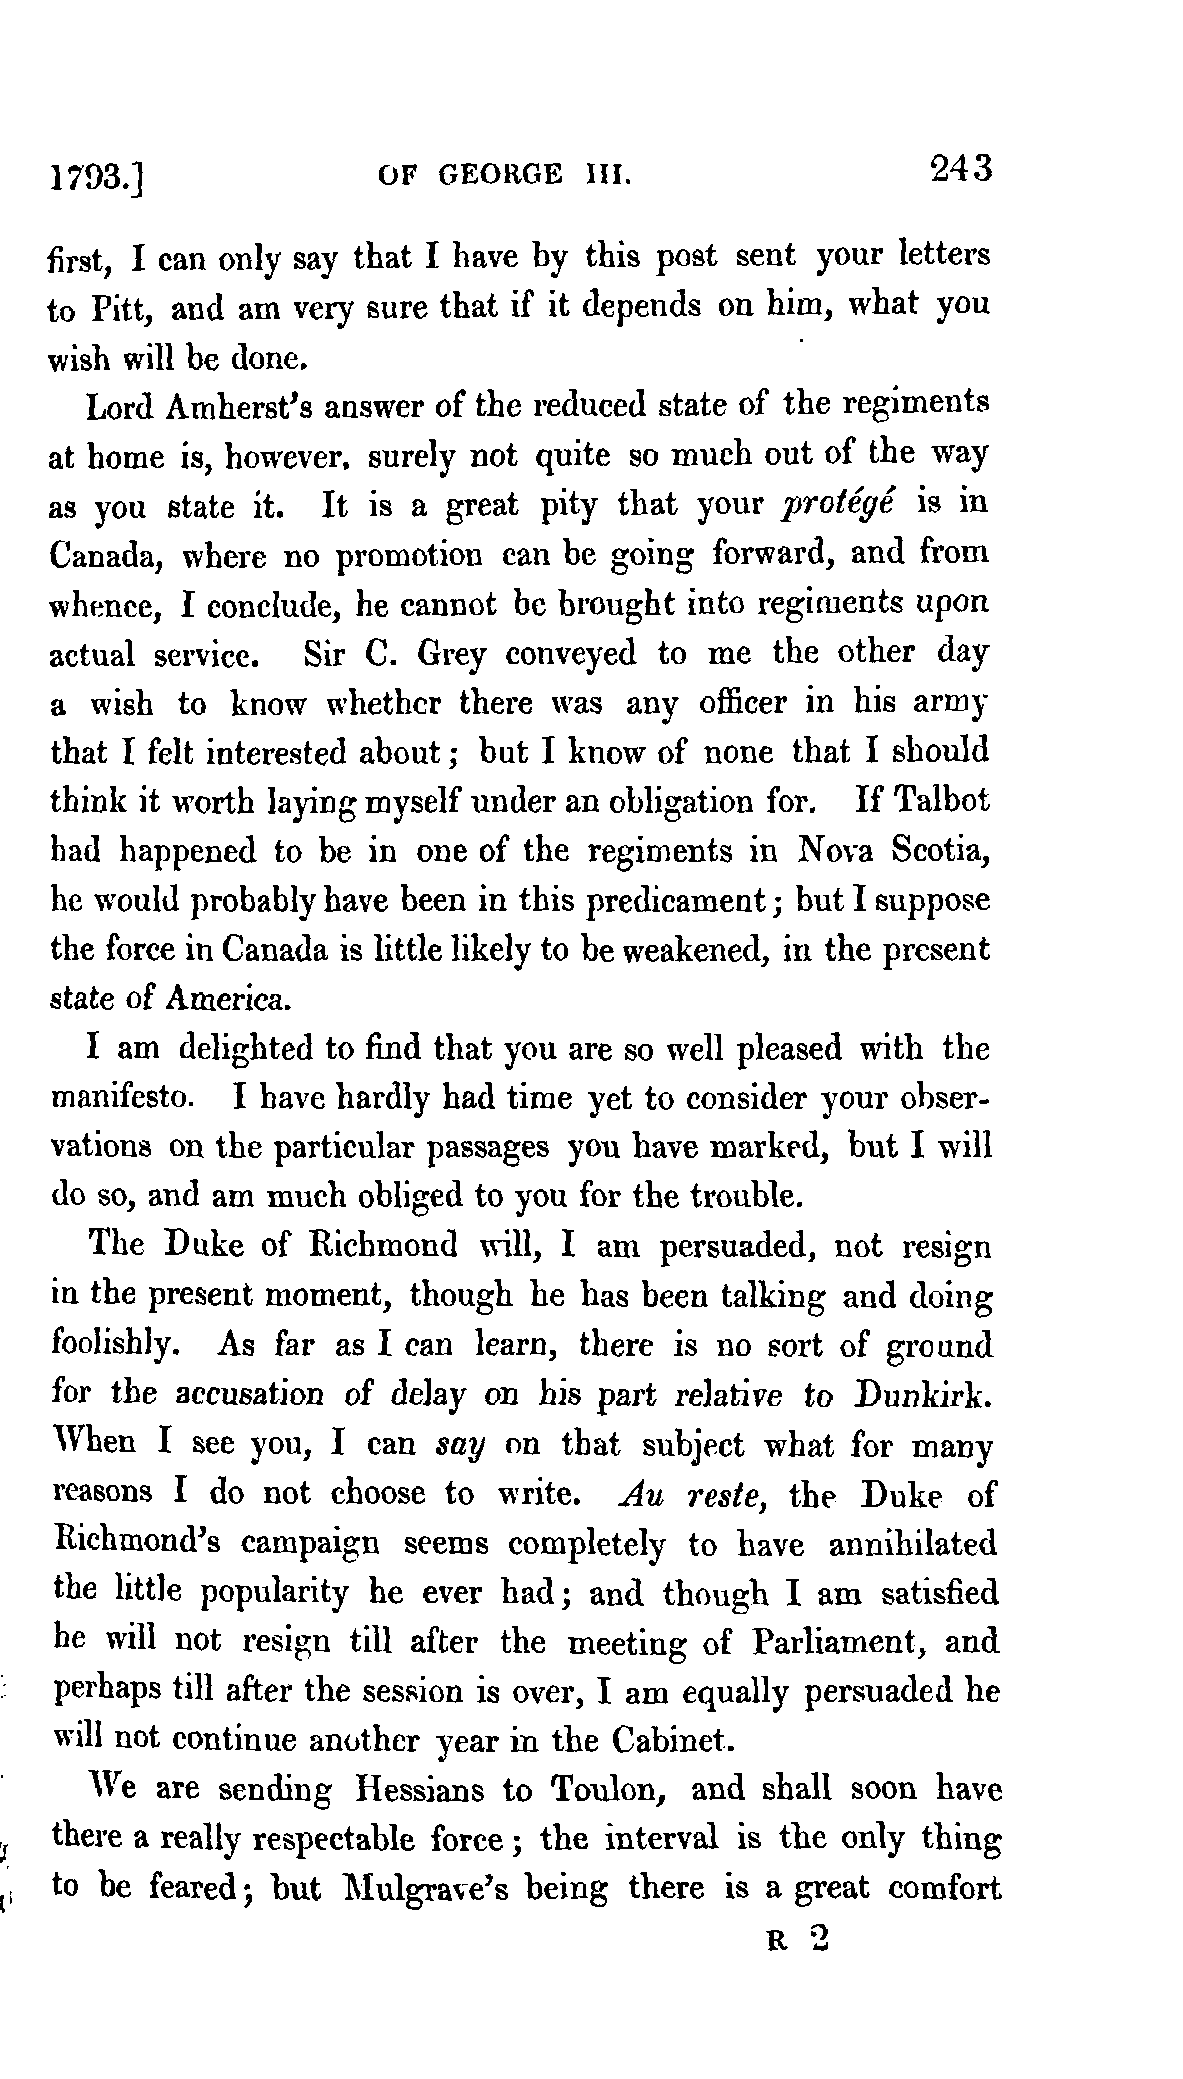 1793.] OF GEORGE III. 243
first, I can only say that I have by this post sent your letters
to Pitt, and am very sure that if it depends on him, what you
wish will be done.
Lord Amherst's answer of the reduced state of the regiments
at home is, however, surely not quite so much out of the way
as you state it. It is a great pity that your protégé is in
Canada, where no promotion can be going forward, and from
whence, I conclude, he cannot be brought into regiments upon
actual service. Sir C. Grey conveyed to me the other day
a wish to know whether there was any officer in his army
that I felt interested about; but I know of none that I should
think it worth laying myself under an obligation for. If Talbot
had happened to be in one of the regiments in Nova Scotia,
he would probably have been in this predicament; but I suppose
the force in Canada is little likely to be weakened, in the present
state of America.
I am delighted to find that you are so well pleased with the
manifesto. I have hardly had time yet to consider your obser-
vations on the particular passages you have marked, but I will
do so, and am much obliged to you for the trouble.
The Duke of Richmond will, I am persuaded, not resign
in the present moment, though he has been talking and doing
foolishly. As far as I can learn, there is no sort of ground
for the accusation of delay on his part relative to Dunkirk.
When I see you, I can say on that subject what for many
reasons I do not choose to write. Au reste, the Duke of
Richmond's campaign seems completely to have annihilated
the little popularity he ever had; and though I am satisfied
he will not resign till after the meeting of Parliament, and
perhaps till after the session is over, I am equally persuaded he
will not continue another year in the Cabinet.
We are sending Hessians to Toulon, and shall soon have
there a really respectable force; the interval is the only thing
to be feared; but Mulgrave's being there is a great comfort
R 2